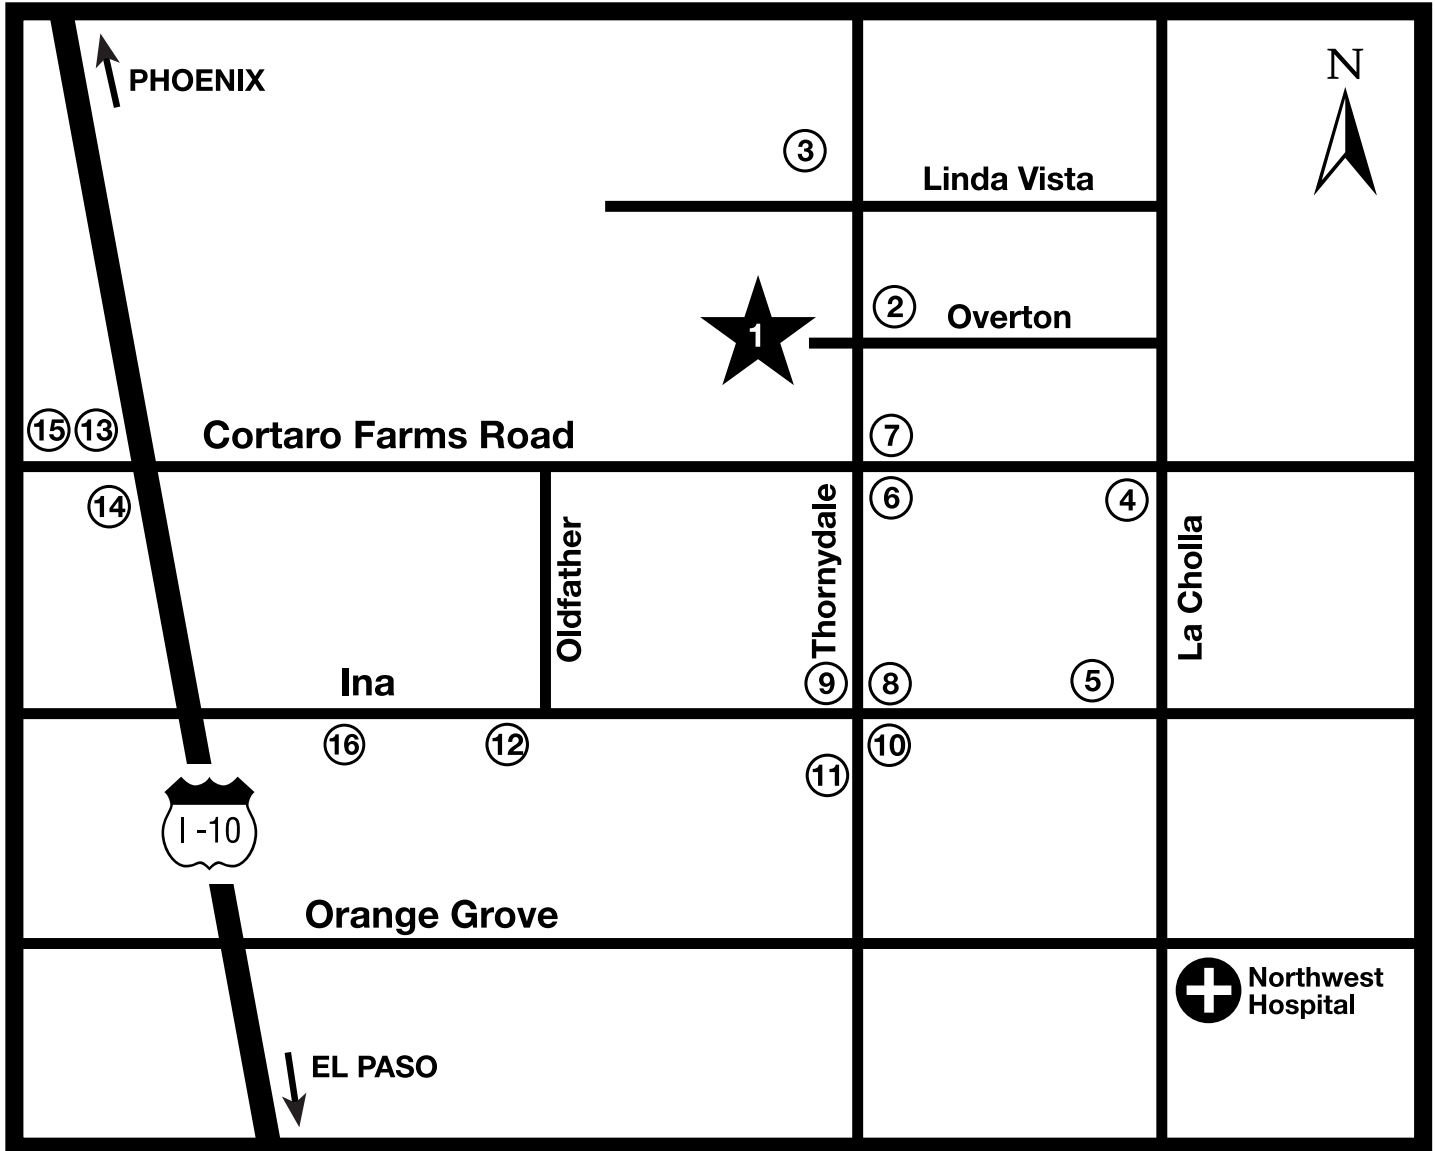 N
PHOENIX
3
Linda Vista
2
Overton
1
15
13
Cortaro Farms Road
7
14
6
4
Oldfather
Thornydale
La Cholla
Ina
9
8
5
16
12
10
11
I -10
Orange Grove
Northwest
Hospital
EL PASO